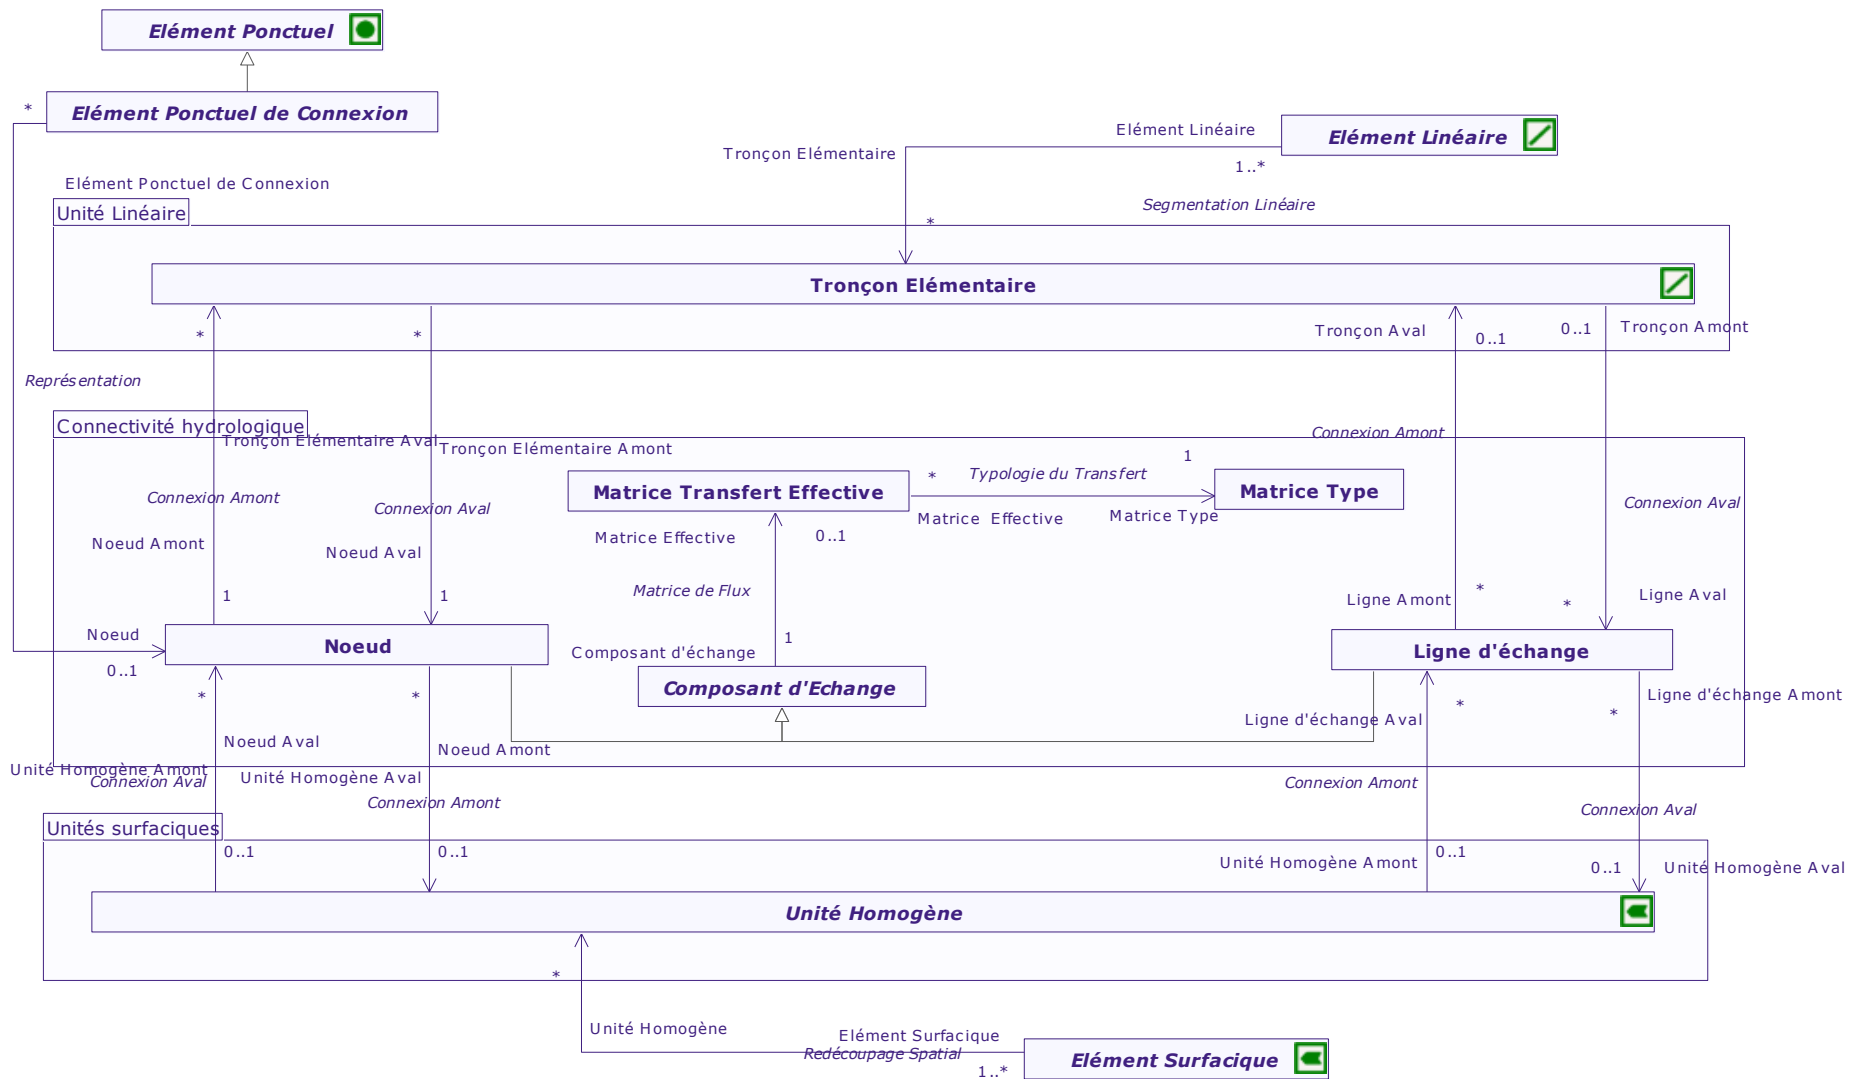 Elément Ponctuel
*
Elément Ponctuel de Connexion
Elément Linéaire
Elément Linéaire
Tronçon Elémentaire
1..*
Elément Ponctuel de Connexion
Segmentation Linéaire
Unité Linéaire
*
Tronçon Elémentaire
*
*
Tronçon Aval
0..1
0..1
Tronçon Amont
Représentation
Connectivité hydrologique
Tronçon Elémentaire Aval
Tronçon Elémentaire Amont
Connexion Amont
*
Typologie du Transfert
1
Matrice Transfert Effective
Matrice Type
Connexion Amont
Connexion Aval
Connexion Aval
Matrice Effective
Matrice Type
Noeud Amont
Noeud Aval
Matrice Effective
0..1
Matrice de Flux
1
1
Ligne Amont
*
*
Ligne Aval
Noeud
0..1
Noeud
Composant d'échange
1
Ligne d'échange
Composant d'Echange
*
*
Ligne d'échange Aval
*
*
Ligne d'échange Amont
Noeud Aval
Noeud Amont
Unité Homogène Amont
Connexion Aval
Unité Homogène Aval
Connexion Amont
Connexion Amont
Connexion Aval
Unités surfaciques
0..1
0..1
Unité Homogène Amont
0..1
0..1
Unité Homogène Aval
Unité Homogène
*
Unité Homogène
Elément Surfacique
Redécoupage Spatial
1..*
Elément Surfacique